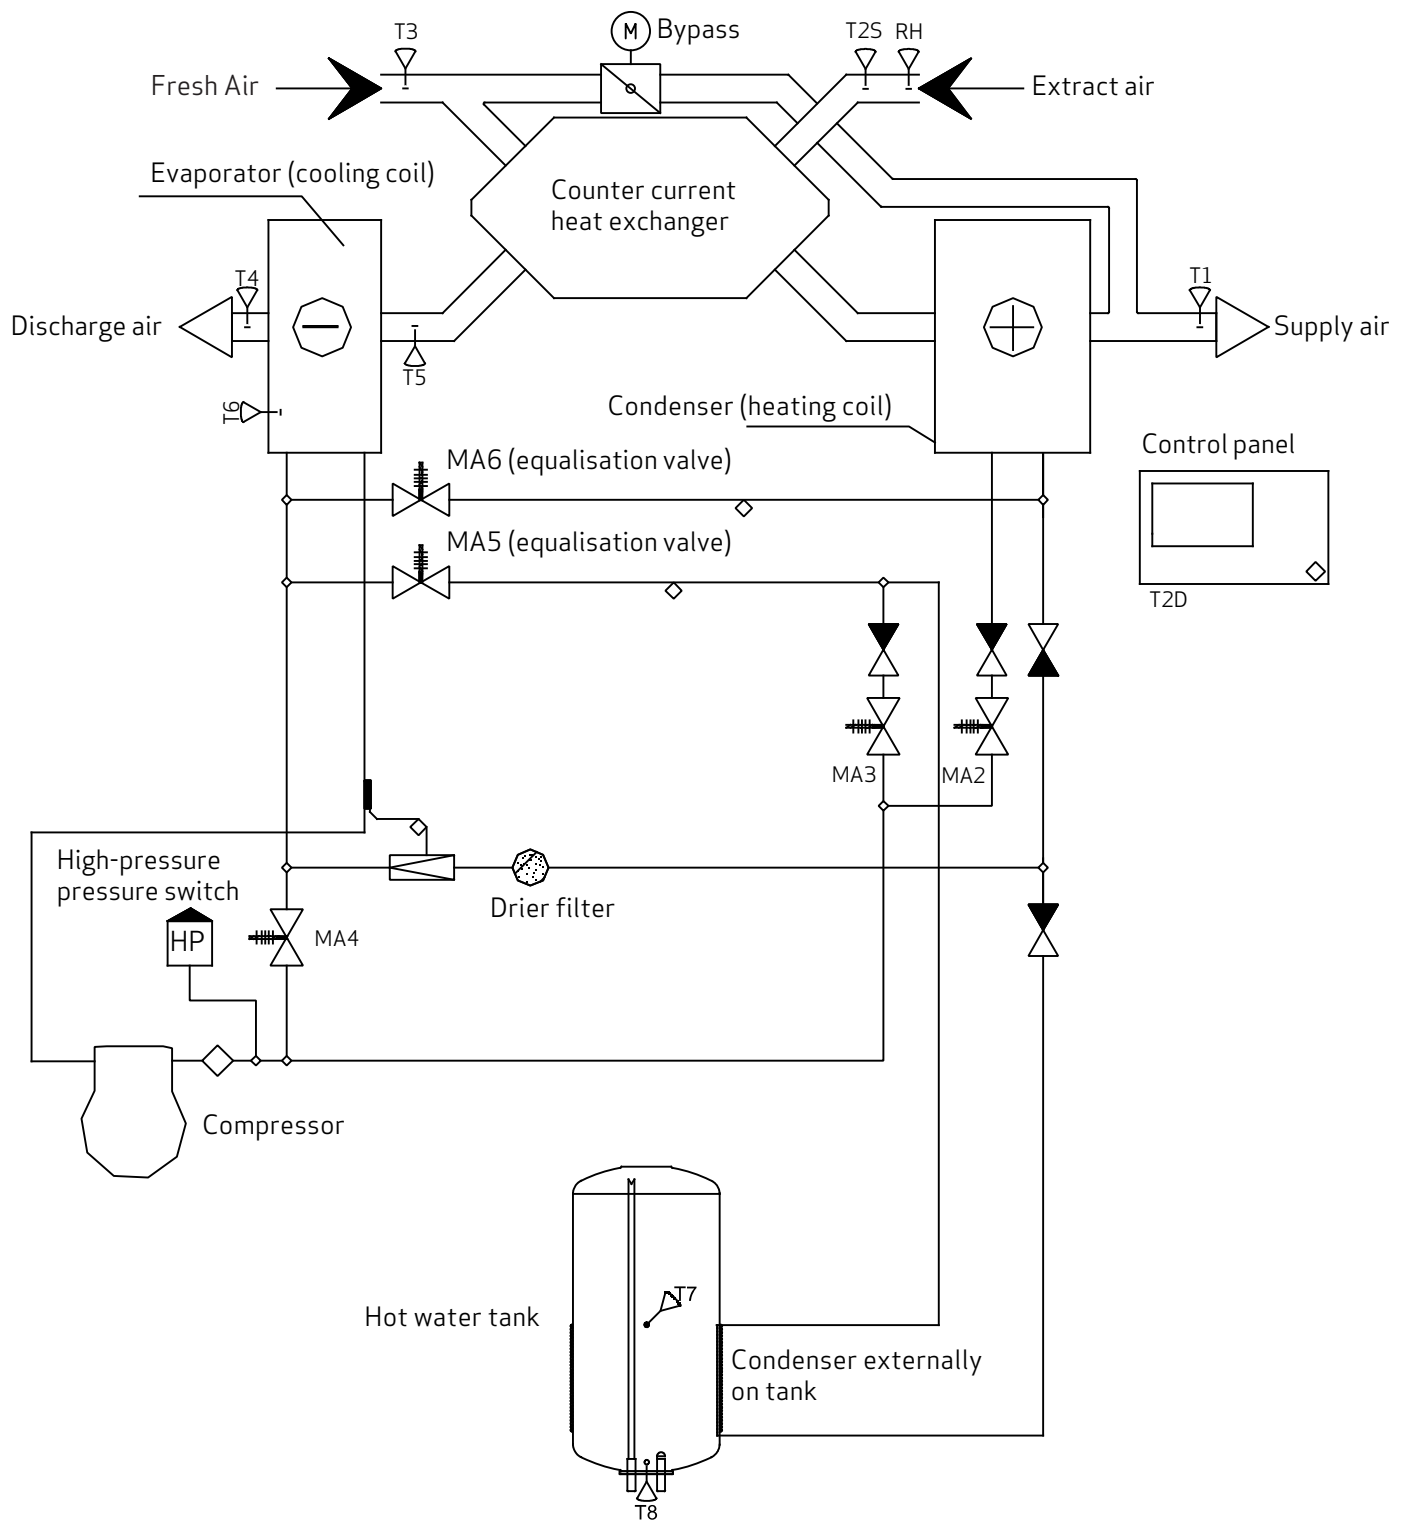 T3
M
Bypass
T2S
RH
Fresh Air
Extract air
Evaporator (cooling coil)
Counter current
heat exchanger
T4
T1
Discharge air
Supply air
T5
T6
Condenser (heating coil)
Control panel
MA6 (equalisation valve)
MA5 (equalisation valve)
T2D
MA3
MA2
High-pressure
pressure switch
HP
Drier filter
MA4
Compressor
T7
Hot water tank
Condenser externally
on tank
T8